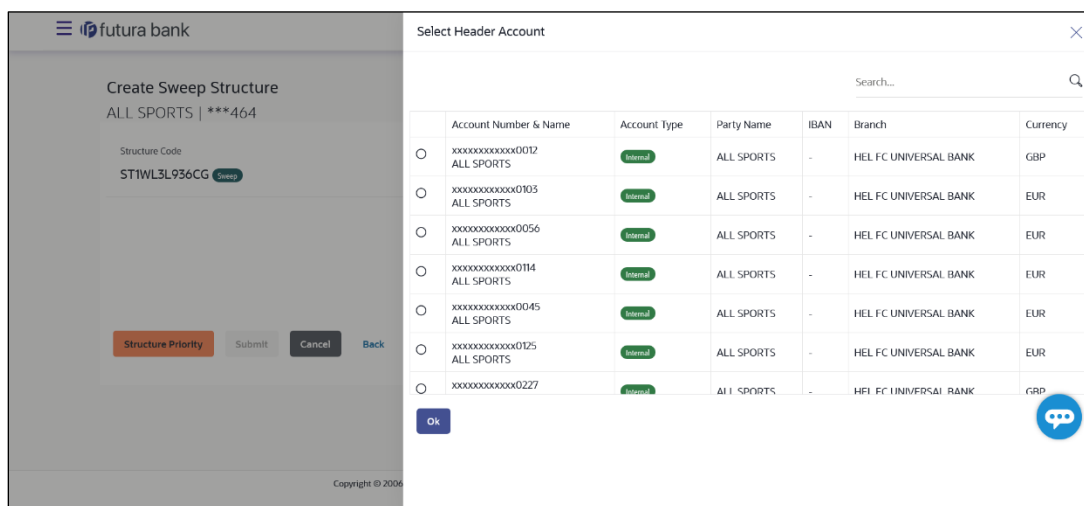 futura bank
Create Sweep Structure
ALL SPORTS | ***464
Structure Code
ST1WL3L936CG Sweep
Structure Priority Submit Cancel Back
Copyright © 2006
Select Header Account
Search...
Account Number & Name Account Type Party Name IBAN Branch Currency
xxxxxxxxxxxx0012
ALL SPORTS Internal ALL SPORTS - HEL FC UNIVERSAL BANK GBP
xxxxxxxxxxxx0103
ALL SPORTS Internal ALL SPORTS - HEL FC UNIVERSAL BANK EUR
xxxxxxxxxxxx0056
ALL SPORTS Internal ALL SPORTS - HEL FC UNIVERSAL BANK EUR
xxxxxxxxxxxx0114
ALL SPORTS Internal ALL SPORTS - HEL FC UNIVERSAL BANK EUR
xxxxxxxxxxxx0045
ALL SPORTS Internal ALL SPORTS - HEL FC UNIVERSAL BANK EUR
xxxxxxxxxxxx0125
ALL SPORTS Internal ALL SPORTS - HEL FC UNIVERSAL BANK EUR
xxxxxxxxxxxx0227
Internal ALL SPORTS - HEL FC UNIVERSAL BANK GBP
Ok